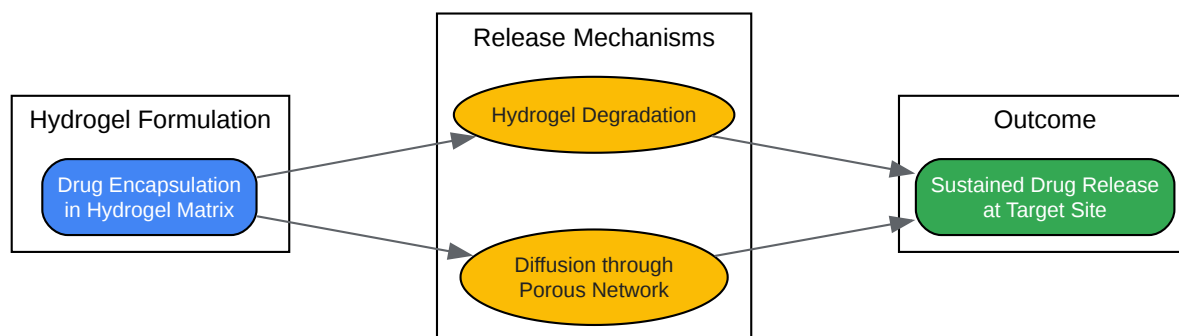 Hydrogel Formulation
Drug Encapsulation
in Hydrogel Matrix
Release Mechanisms
Hydrogel Degradation
Diffusion through
Porous Network
Outcome
Sustained Drug Release
at Target Site